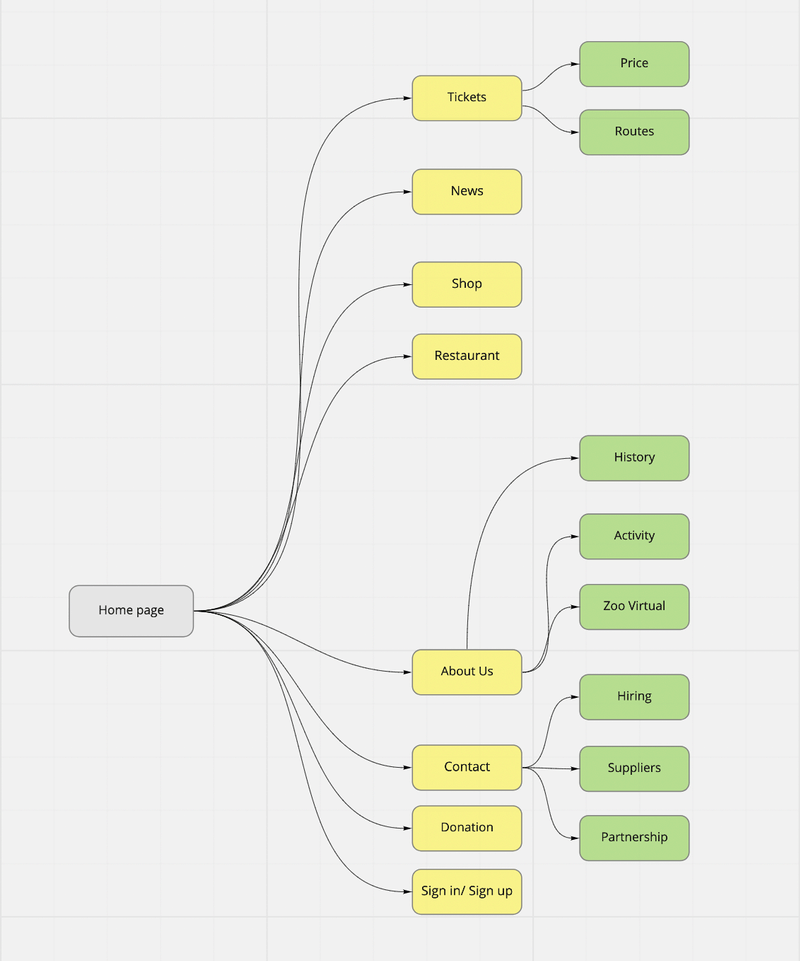 Price
Tickets
Routes
News
Shop
Restaurant
History
Activity
Home page
Zoo Virtual
About Us
Hiring
Contact
Suppliers
Donation
Partnership
Sign in/ Sign up